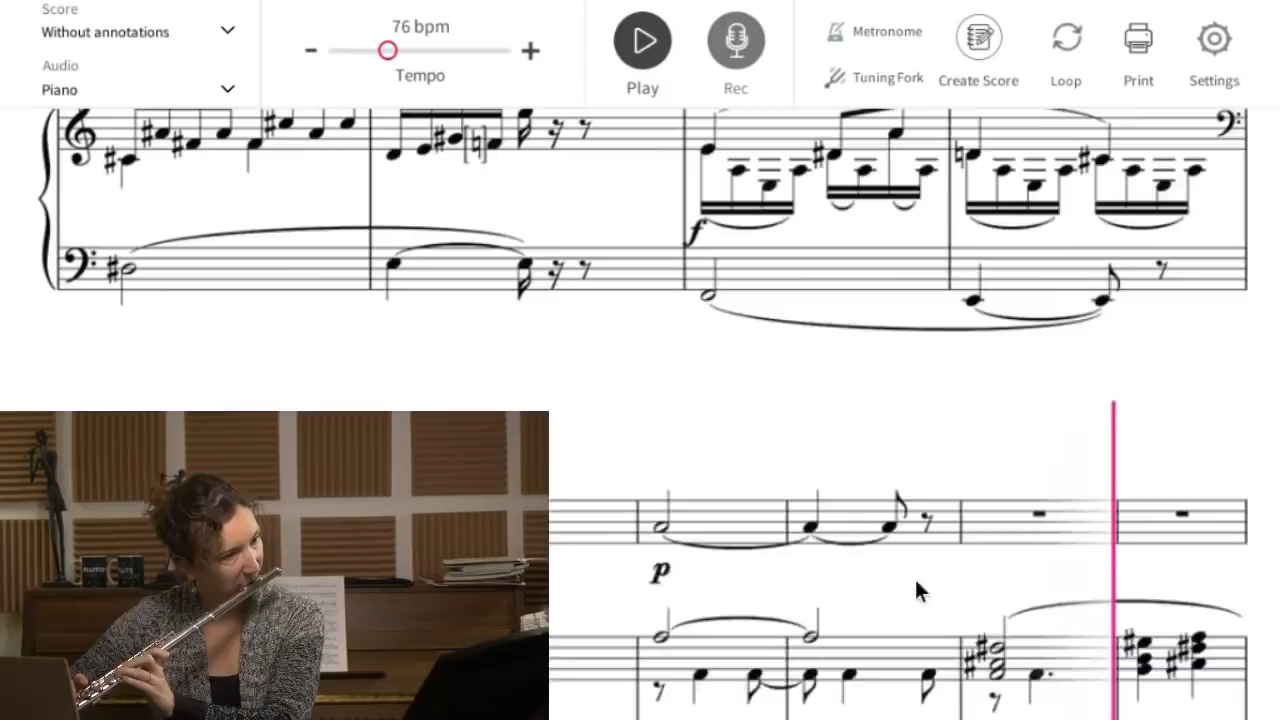 Score
Without annotations
Audio
Piano
76 bpm
- +
Tempo
Play
Rec
Metronome
Tuning Fork
Create Score
Loop
Print
Settings
f
p